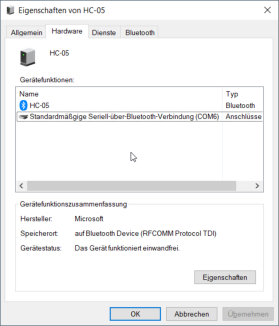 Eigenschaften von HC-05
Allgemein Hardware Dienste Bluetooth
HC-05
Gerätefunktionen:
Name Typ
HC-05 Bluetooth
Standardmäßgige Seriell-über-Bluetooth-Verbindung (COM6) Anschlüsse
Gerätefunktionszusammenfassung
Hersteller: Microsoft
Speicherort: auf Bluetooth Device (RFCOMM Protocol TDI)
Gerätestatus: Das Gerät funktioniert einwandfrei.
Eigenschaften
OK Abbrechen Übernehmen